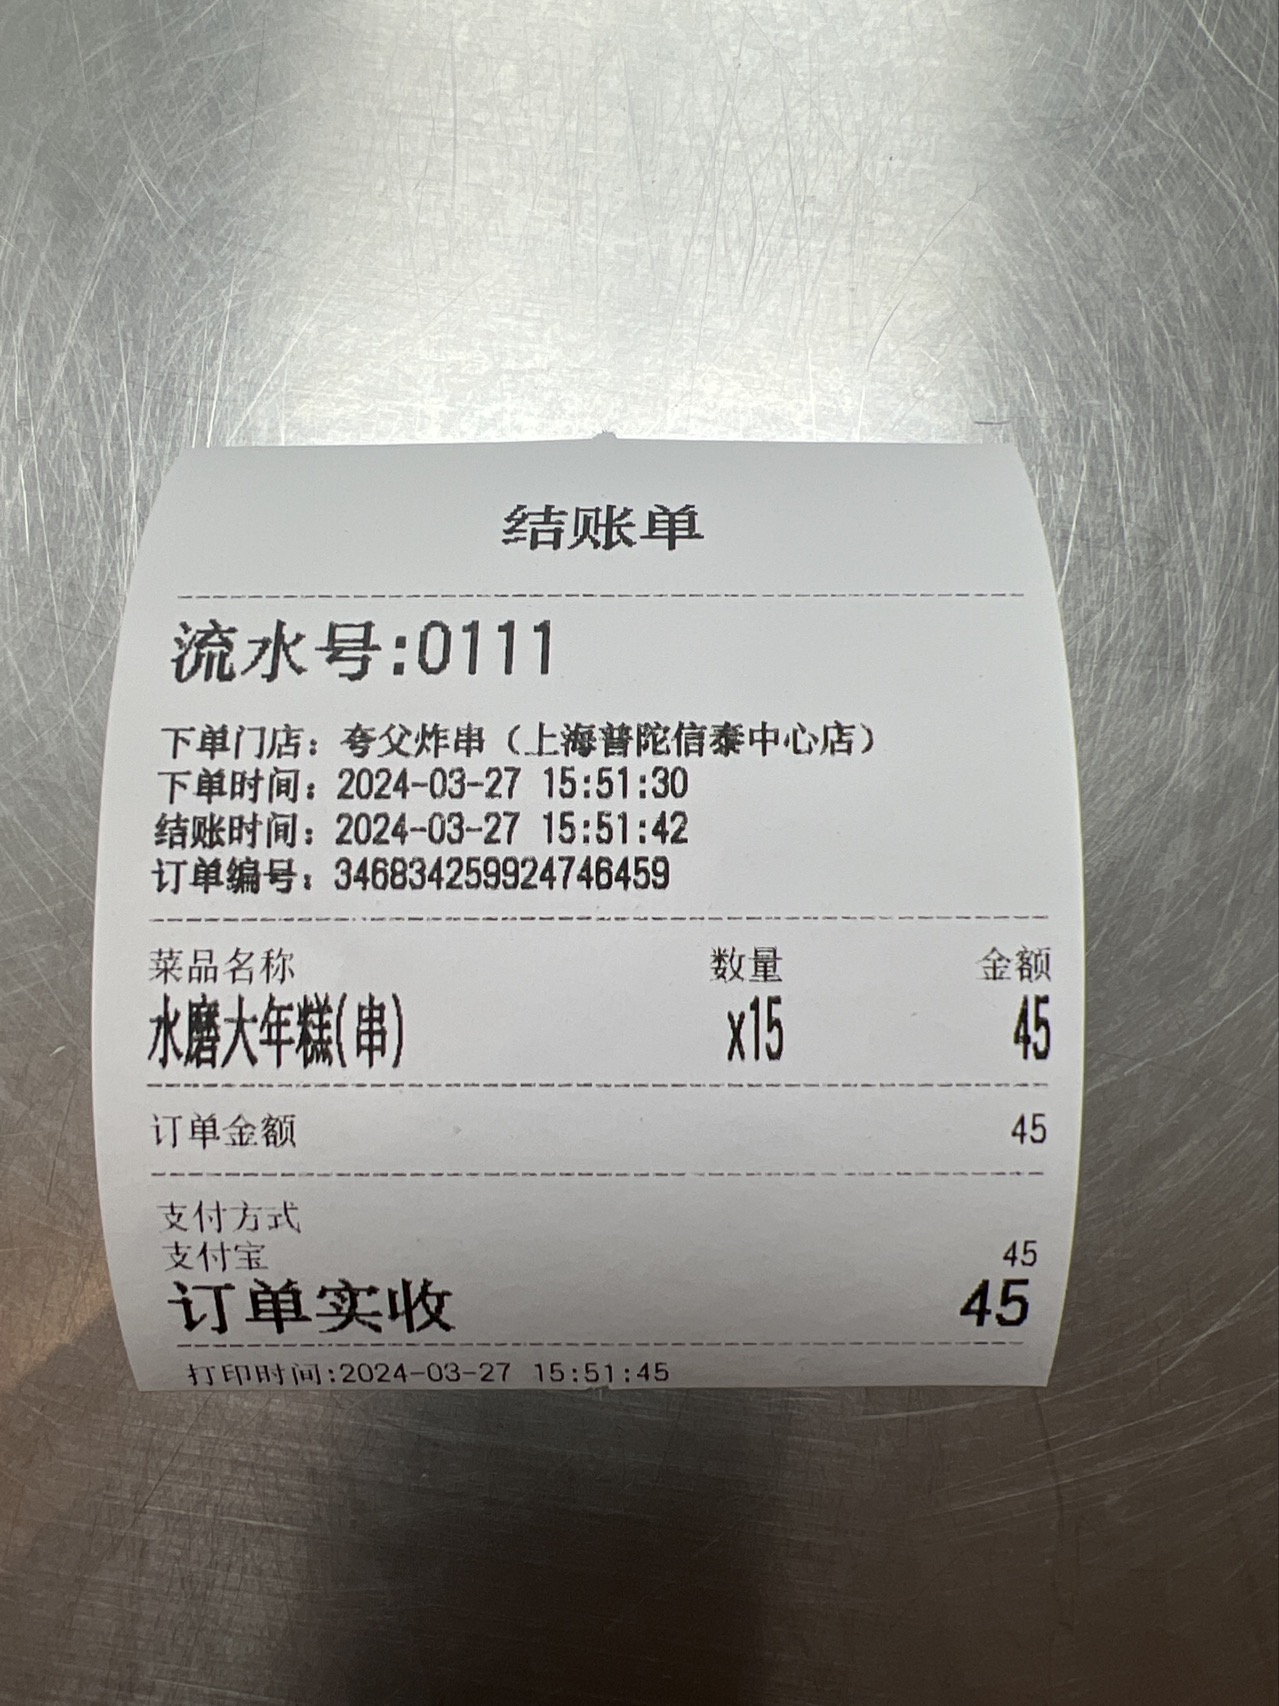 结账单
流水号:0111
下单门店：夸父炸串（上海普陀信泰中心店）
下单时间：2024-03-27 15:51:30
结账时间：2024-03-27 15:51:42
订单编号：346834259924746459
菜品名称 数量 金额
水磨大年糕(串) x15 45
订单金额 45
支付方式
支付宝 45
订单实收 45
打印时间:2024-03-27 15:51:45